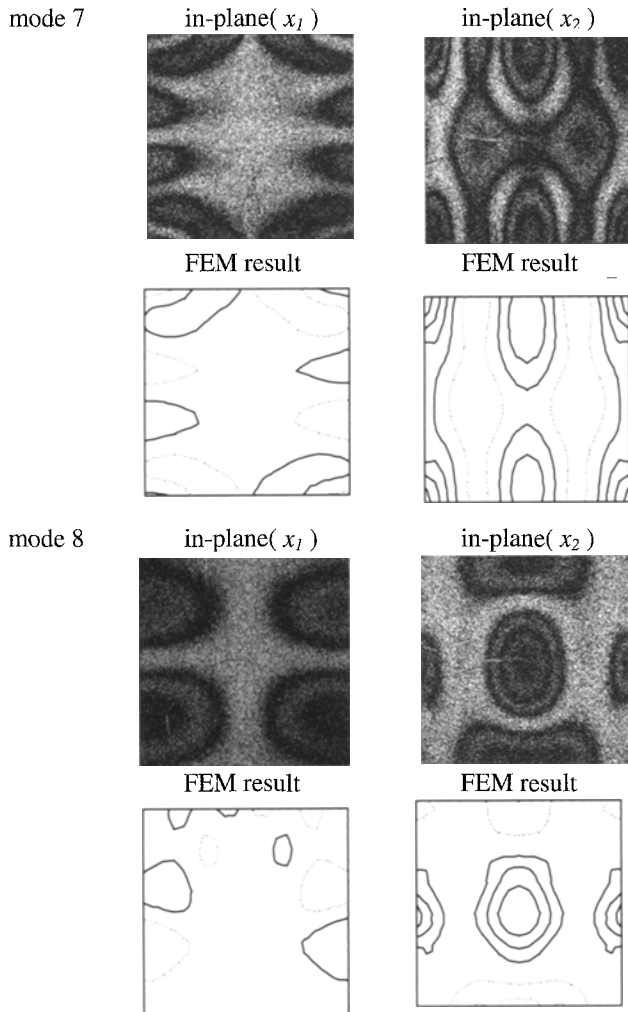 mode 7 in-plane( x₁ ) in-plane( x₂ )
FEM result FEM result
mode 8 in-plane( x₁ ) in-plane( x₂ )
FEM result FEM result